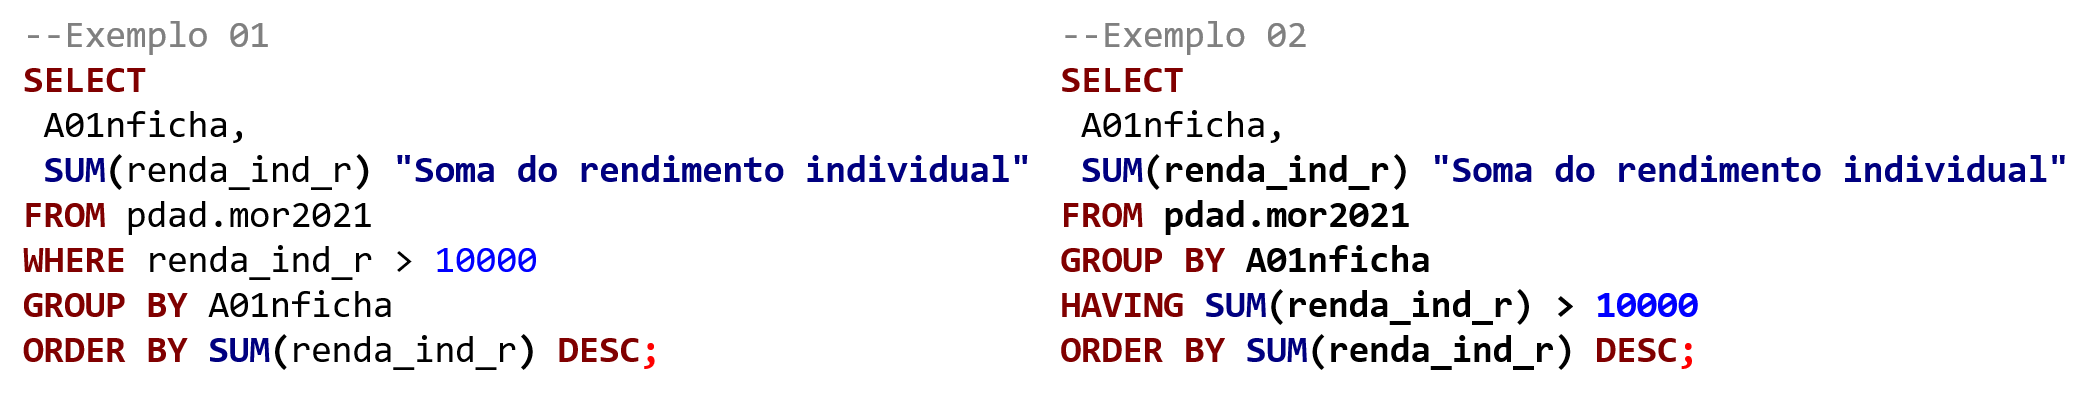 --Exemplo 01
SELECT
 A01nficha,
 SUM(renda_ind_r) "Soma do rendimento individual"
FROM pdad.mor2021
WHERE renda_ind_r > 10000
GROUP BY A01nficha
ORDER BY SUM(renda_ind_r) DESC;
--Exemplo 02
SELECT
 A01nficha,
 SUM(renda_ind_r) "Soma do rendimento individual"
FROM pdad.mor2021
GROUP BY A01nficha
HAVING SUM(renda_ind_r) > 10000
ORDER BY SUM(renda_ind_r) DESC;